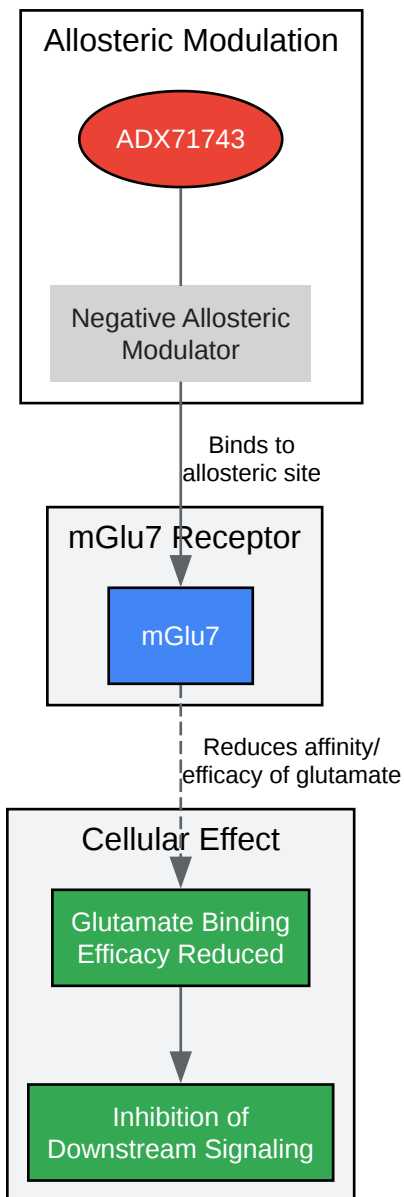 Allosteric Modulation
ADX71743
Negative Allosteric
Modulator
Binds to
allosteric site
mGlu7 Receptor
mGlu7
Reduces affinity/
efficacy of glutamate
Cellular Effect
Glutamate Binding
Efficacy Reduced
Inhibition of
Downstream Signaling